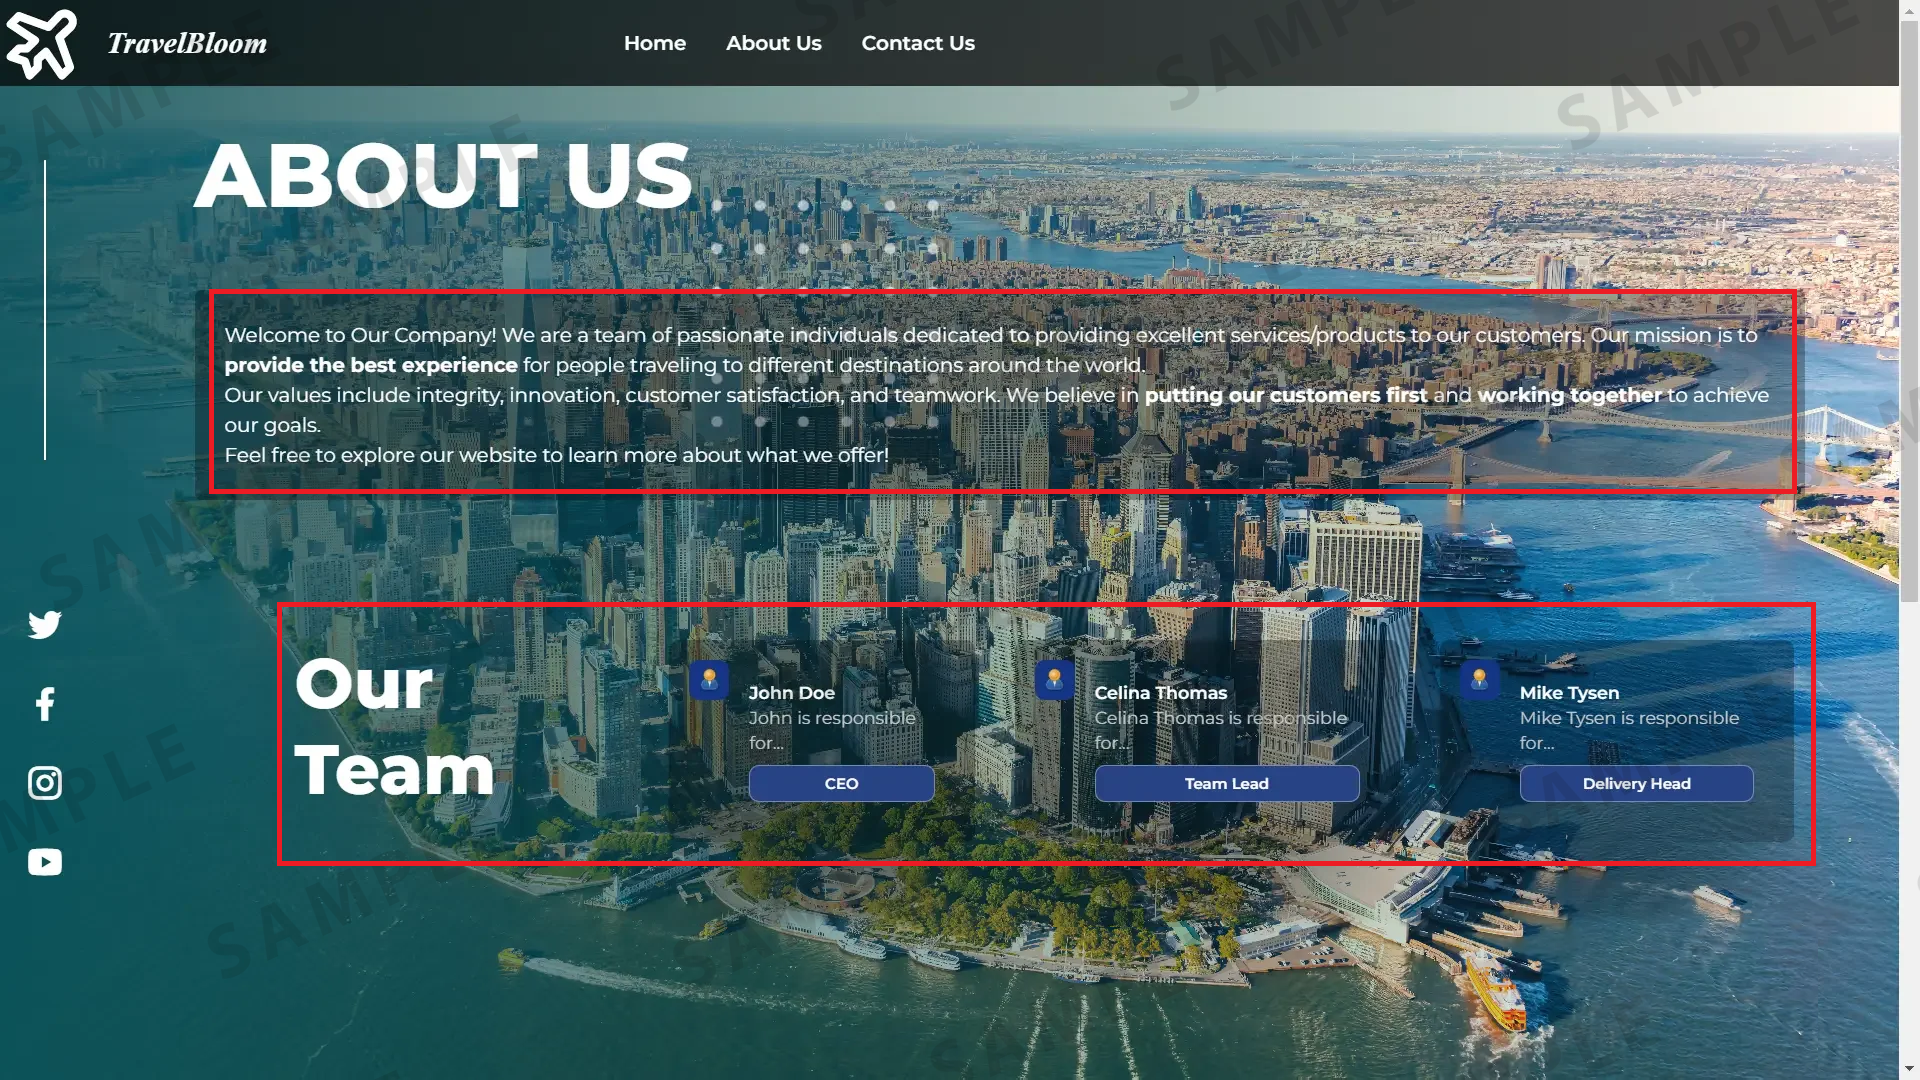 TravelBloom
Home
About Us
Contact Us
ABOUT US
Welcome to Our Company! We are a team of passionate individuals dedicated to providing excellent services/products to our customers. Our mission is to
provide the best experience for people traveling to different destinations around the world.
Our values include integrity, innovation, customer satisfaction, and teamwork. We believe in putting our customers first and working together to achieve
our goals.
Feel free to explore our website to learn more about what we offer!
Our
Team
John Doe
John is responsible
for...
CEO
Celina Thomas
Celina Thomas is responsible
for...
Team Lead
Mike Tysen
Mike Tysen is responsible
for...
Delivery Head
SAMPLE
SAMPLE
SAMPLE
SAMPLE
SAMPLE
SAMPLE